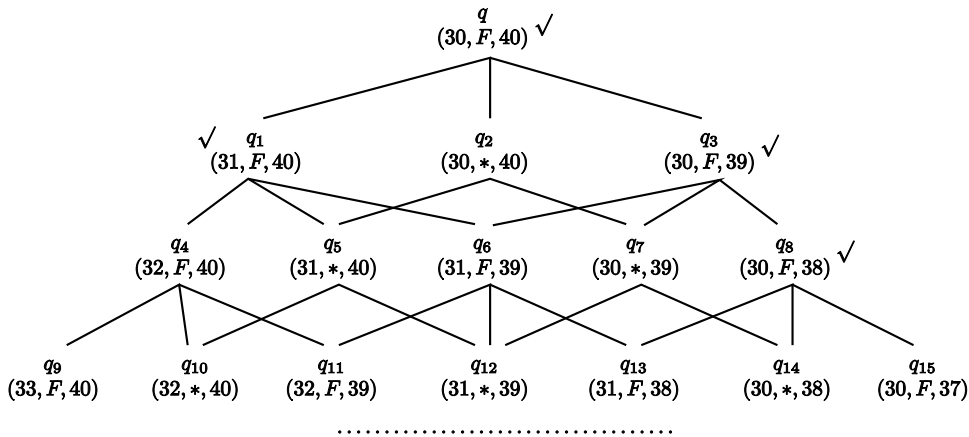 q
(30, F, 40) √
q₁ q₂ q₃
√ (31, F, 40) (30, *, 40) (30, F, 39) √
q₄ q₅ q₆ q₇ q₈
(32, F, 40) (31, *, 40) (31, F, 39) (30, *, 39) (30, F, 38) √
q₉ q₁₀ q₁₁ q₁₂ q₁₃ q₁₄ q₁₅
(33, F, 40) (32, *, 40) (32, F, 39) (31, *, 39) (31, F, 38) (30, *, 38) (30, F, 37)
....................................